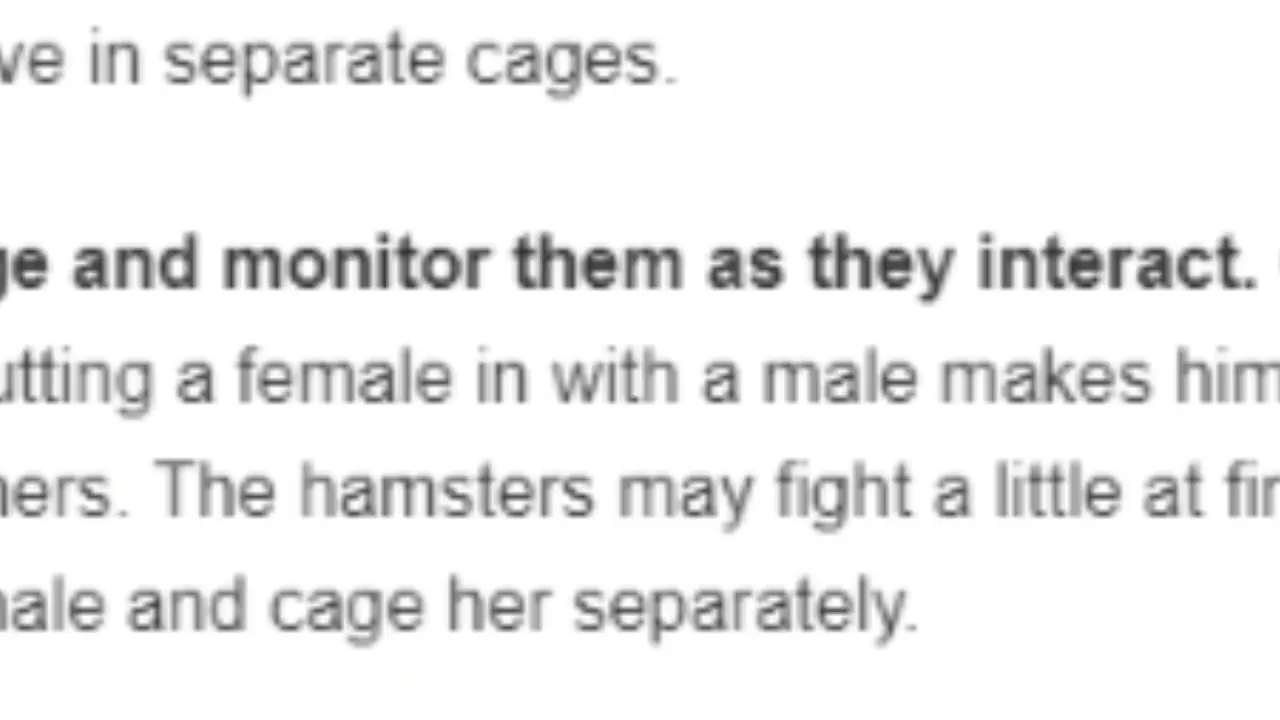 ve in separate cages.
ge and monitor them as they interact.
utting a female in with a male makes him
ners. The hamsters may fight a little at fir
nale and cage her separately.